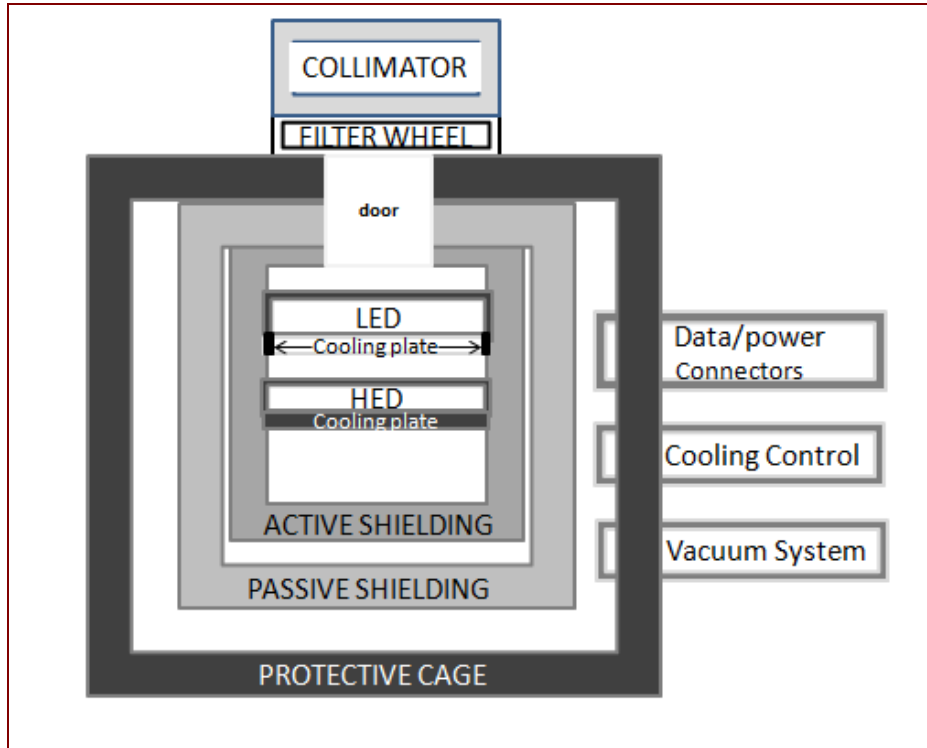 COLLIMATOR
FILTER WHEEL
door
LED
Cooling plate
HED
Cooling plate
ACTIVE SHIELDING
PASSIVE SHIELDING
PROTECTIVE CAGE
Data/power
Connectors
Cooling Control
Vacuum System